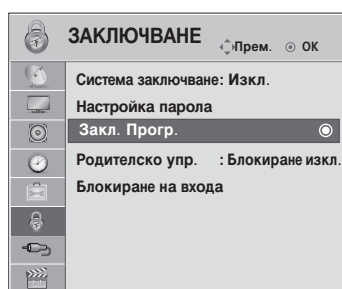 ЗАКЛЮЧВАНЕ Прем. OK
Система заключване: Изкл.
Настройка парола
Закл. Прогр.
Родителско упр. : Блокиране изкл.
Блокиране на входа